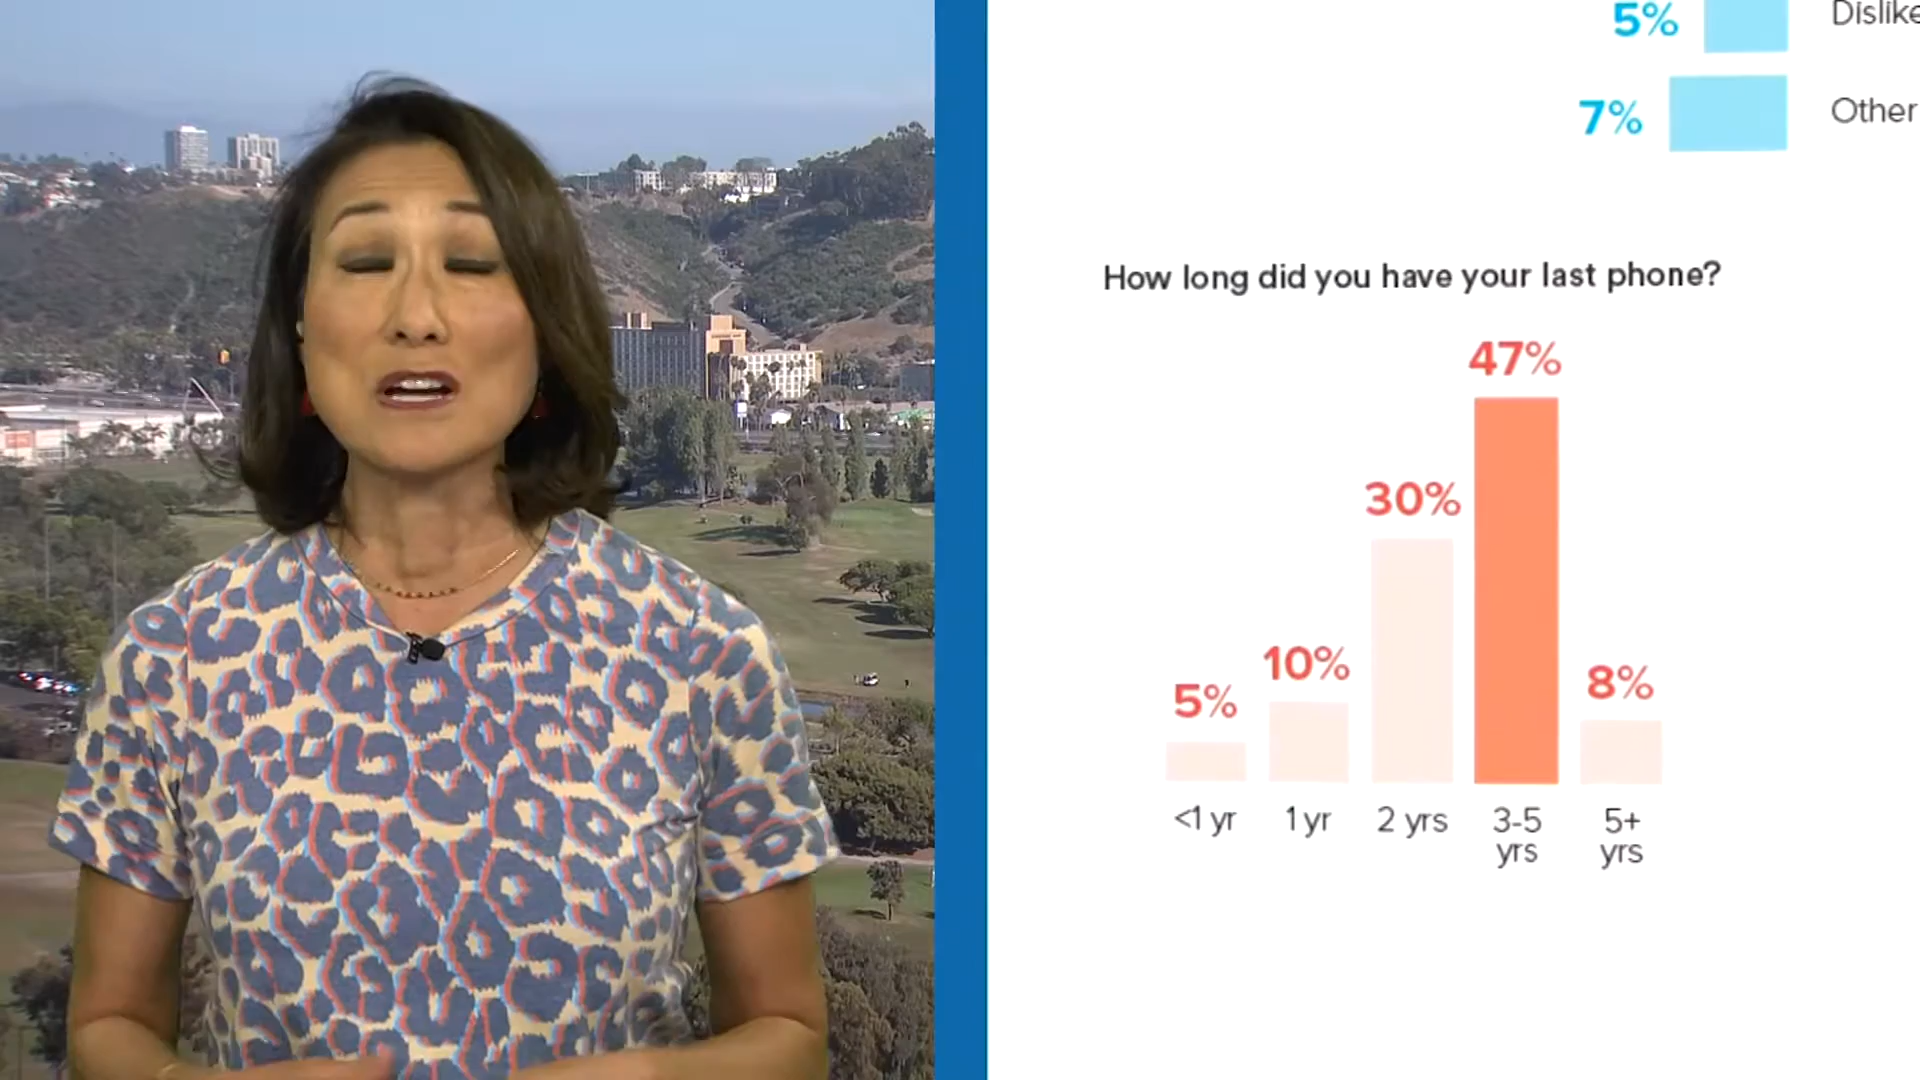 5% Dislike
7% Other
How long did you have your last phone?
47%
30%
10%
8%
5%
<1 yr 1 yr 2 yrs 3-5 yrs 5+ yrs